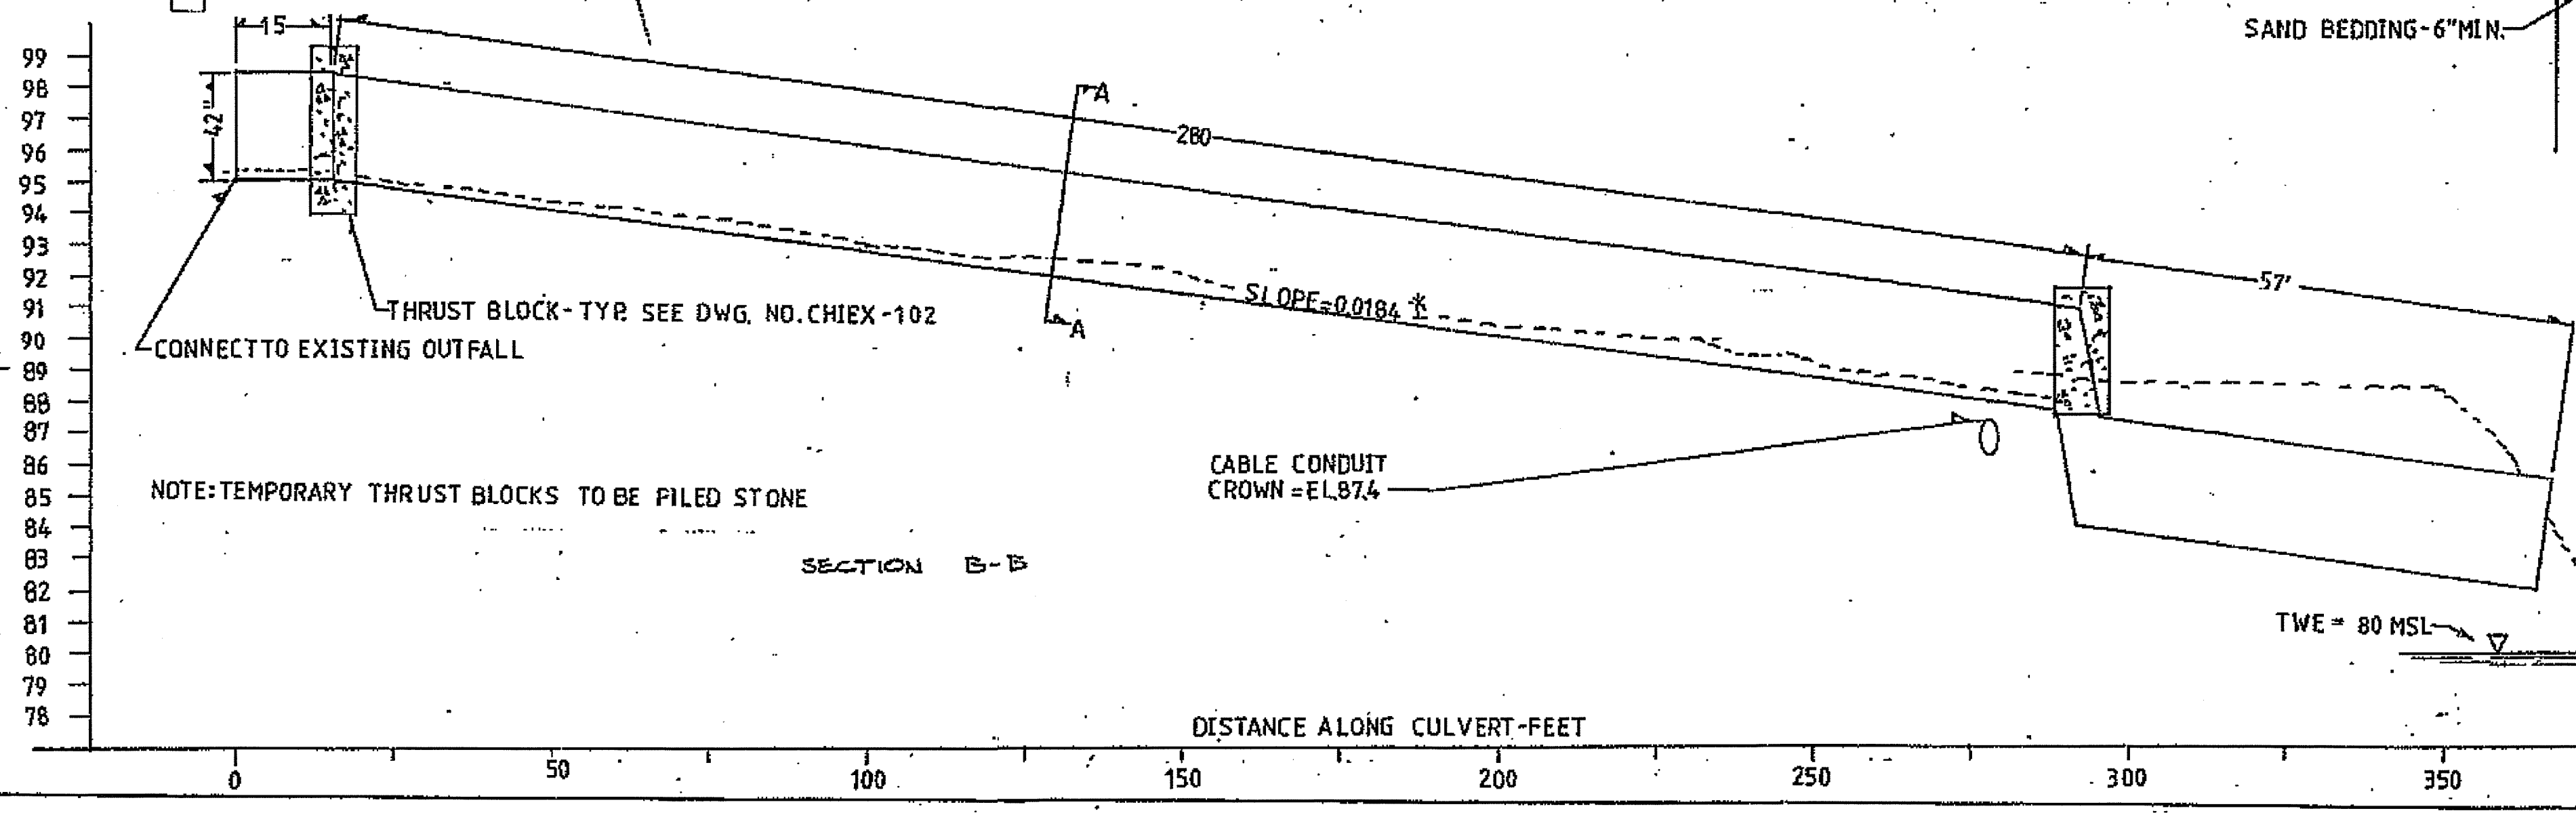 15
SAND BEDDING-6"MIN.
99
98
97
96
95
94
93
92
91
90
89
88
87
86
85
84
83
82
81
80
79
78
42"
A
280
A
SLOPE=0.0184 *
57'
THRUST BLOCK-TYP. SEE DWG. NO. CHIEX-102
CONNECT TO EXISTING OUTFALL
CABLE CONDUIT
CROWN = EL.87.4
NOTE: TEMPORARY THRUST BLOCKS TO BE PILED STONE
SECTION B-B
TWE = 80 MSL
DISTANCE ALONG CULVERT-FEET
0 50 100 150 200 250 300 350